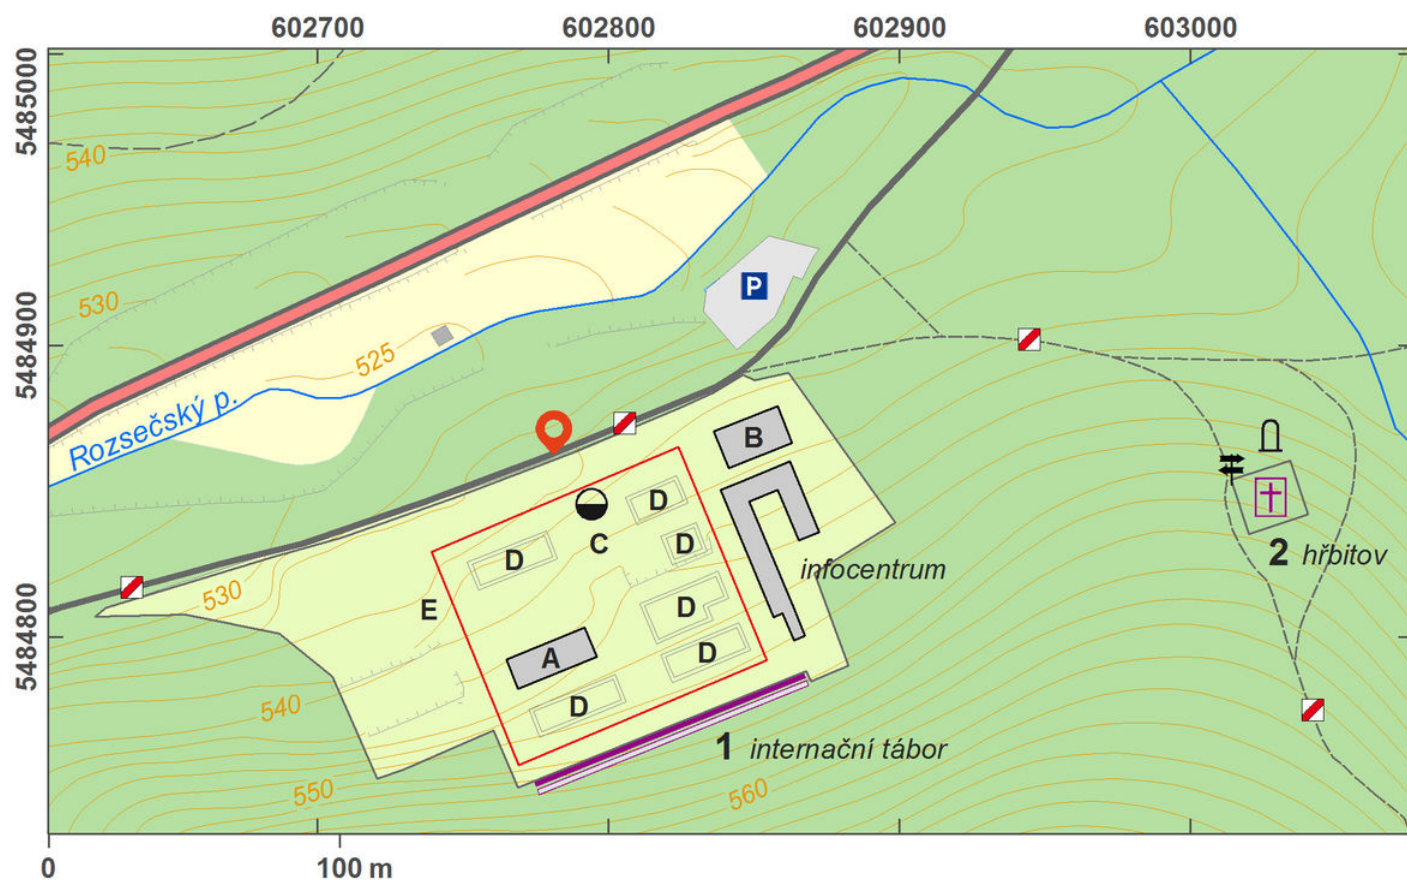 602700
602800
602900
603000
5485000
5484900
5484800
540
530
525
Rozsečský p.
P
B
D
C
D
D
infocentrum
2 hřbitov
530
E
D
A
D
540
D
1 internační tábor
550
560
0
100 m